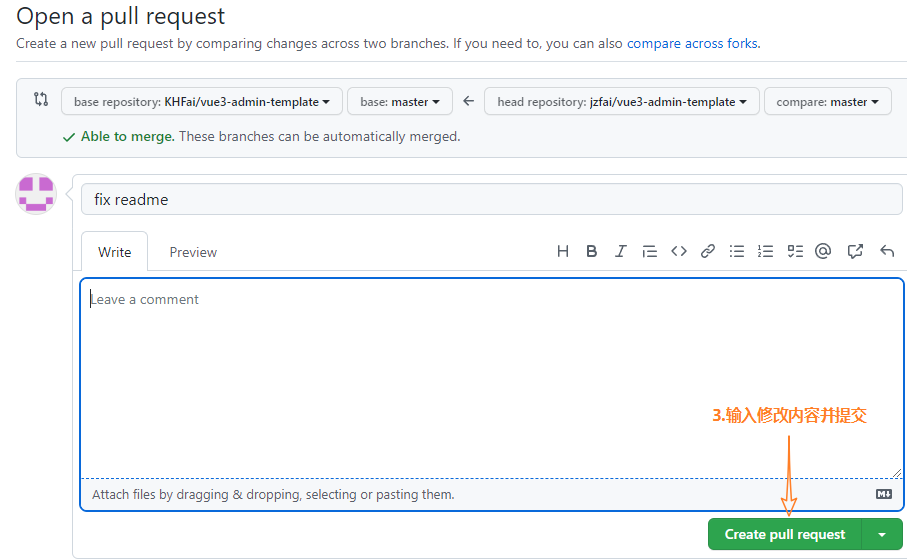 Open a pull request
Create a new pull request by comparing changes across two branches. If you need to, you can also compare across forks.
base repository: KHFai/vue3-admin-template base: master head repository: jzfai/vue3-admin-template compare: master
Able to merge. These branches can be automatically merged.
fix readme
Write Preview
Leave a comment
3.输入修改内容并提交
Attach files by dragging & dropping, selecting or pasting them.
Create pull request